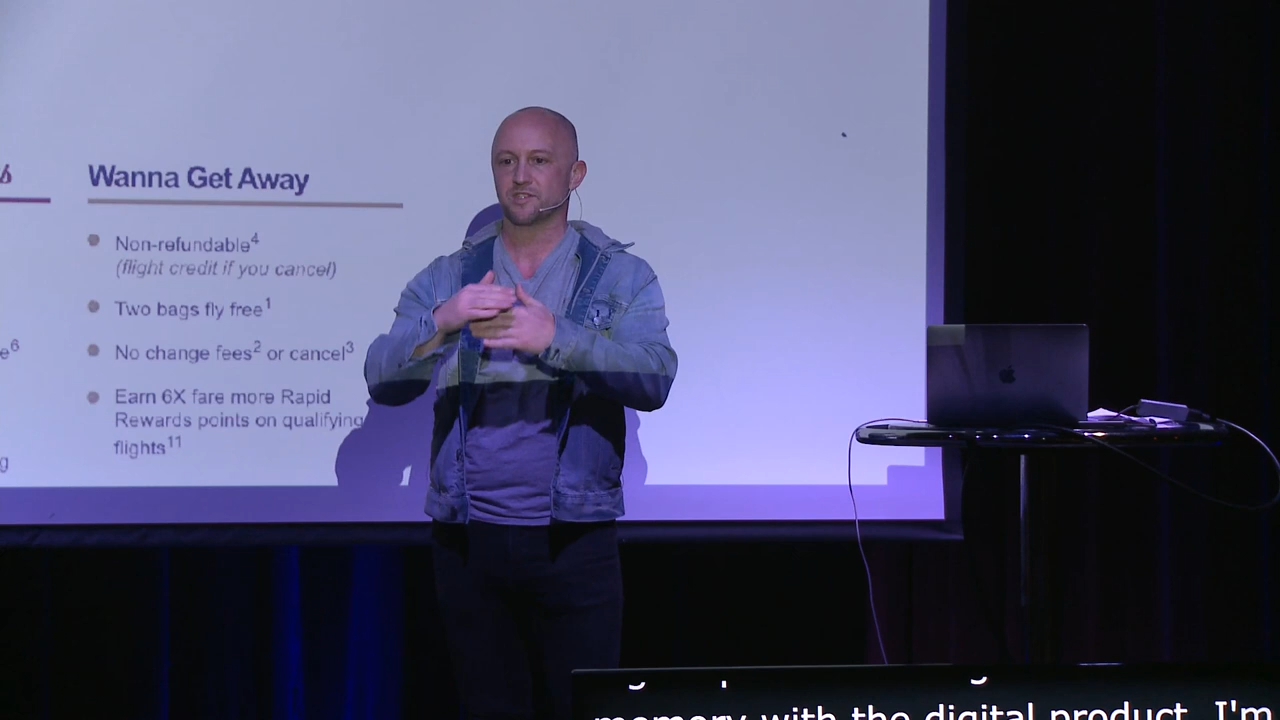 Wanna Get Away
Non-refundable4
(flight credit if you cancel)
Two bags fly free1
No change fees2 or cancel3
e6
Earn 6X fare more Rapid
Rewards points on qualifying
flights11
g
memory with the digital product. I'm